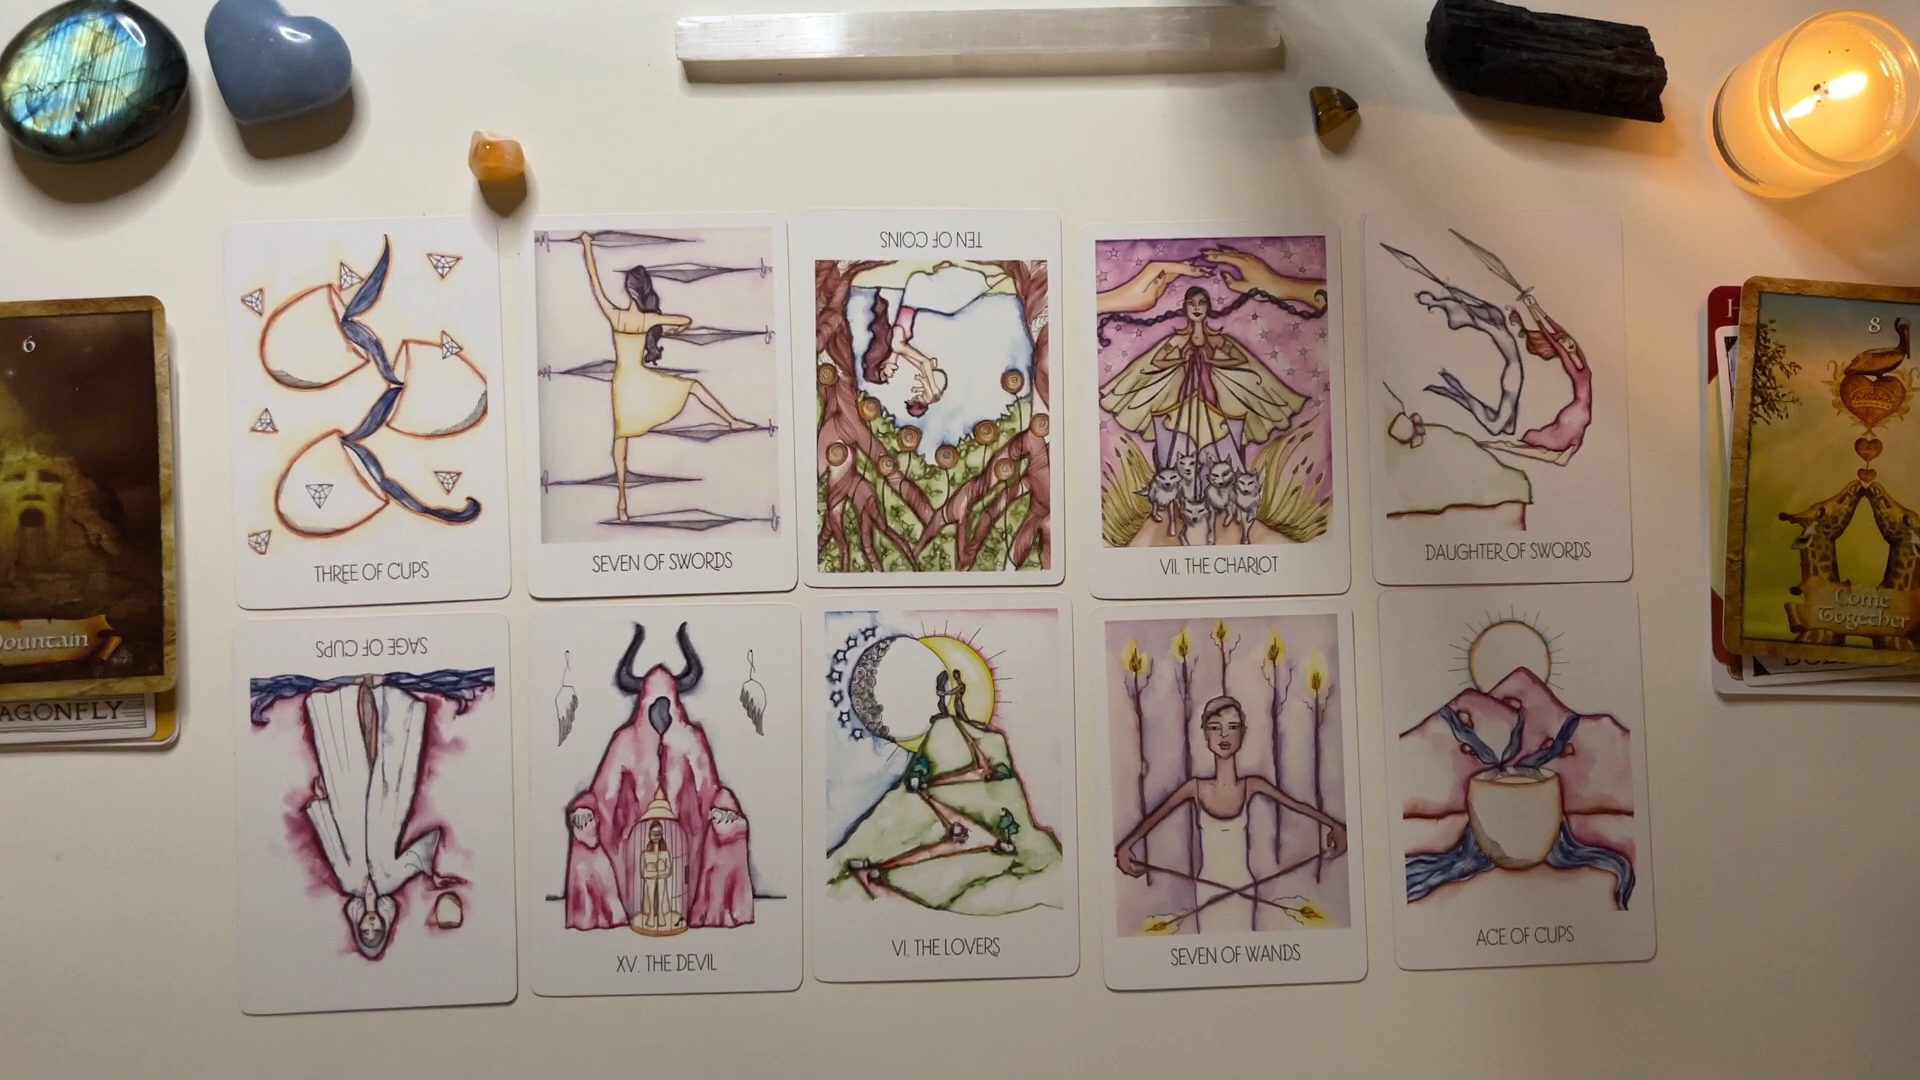 6
ountain
AGONFLY
THREE OF CUPS
SEVEN OF SWORDS
TEN OF COINS
VII. THE CHARIOT
DAUGHTER OF SWORDS
SAGE OF CUPS
XV. THE DEVIL
VI. THE LOVERS
SEVEN OF WANDS
ACE OF CUPS
8
Come
Together